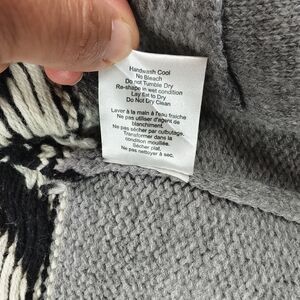 Handwash Cool
No Bleach
Do not Tumble Dry
Re-shape in wet condition
Lay flat to Dry
Do Not Dry Clean
Laver à la main à l'eau fraiche
Ne pas utiliser d'agent de
blanchiment.
Ne pas sécher par culbutage.
Transformer dans la
condition mouillée.
Sécher plat.
Ne pas nettoyer à sec.